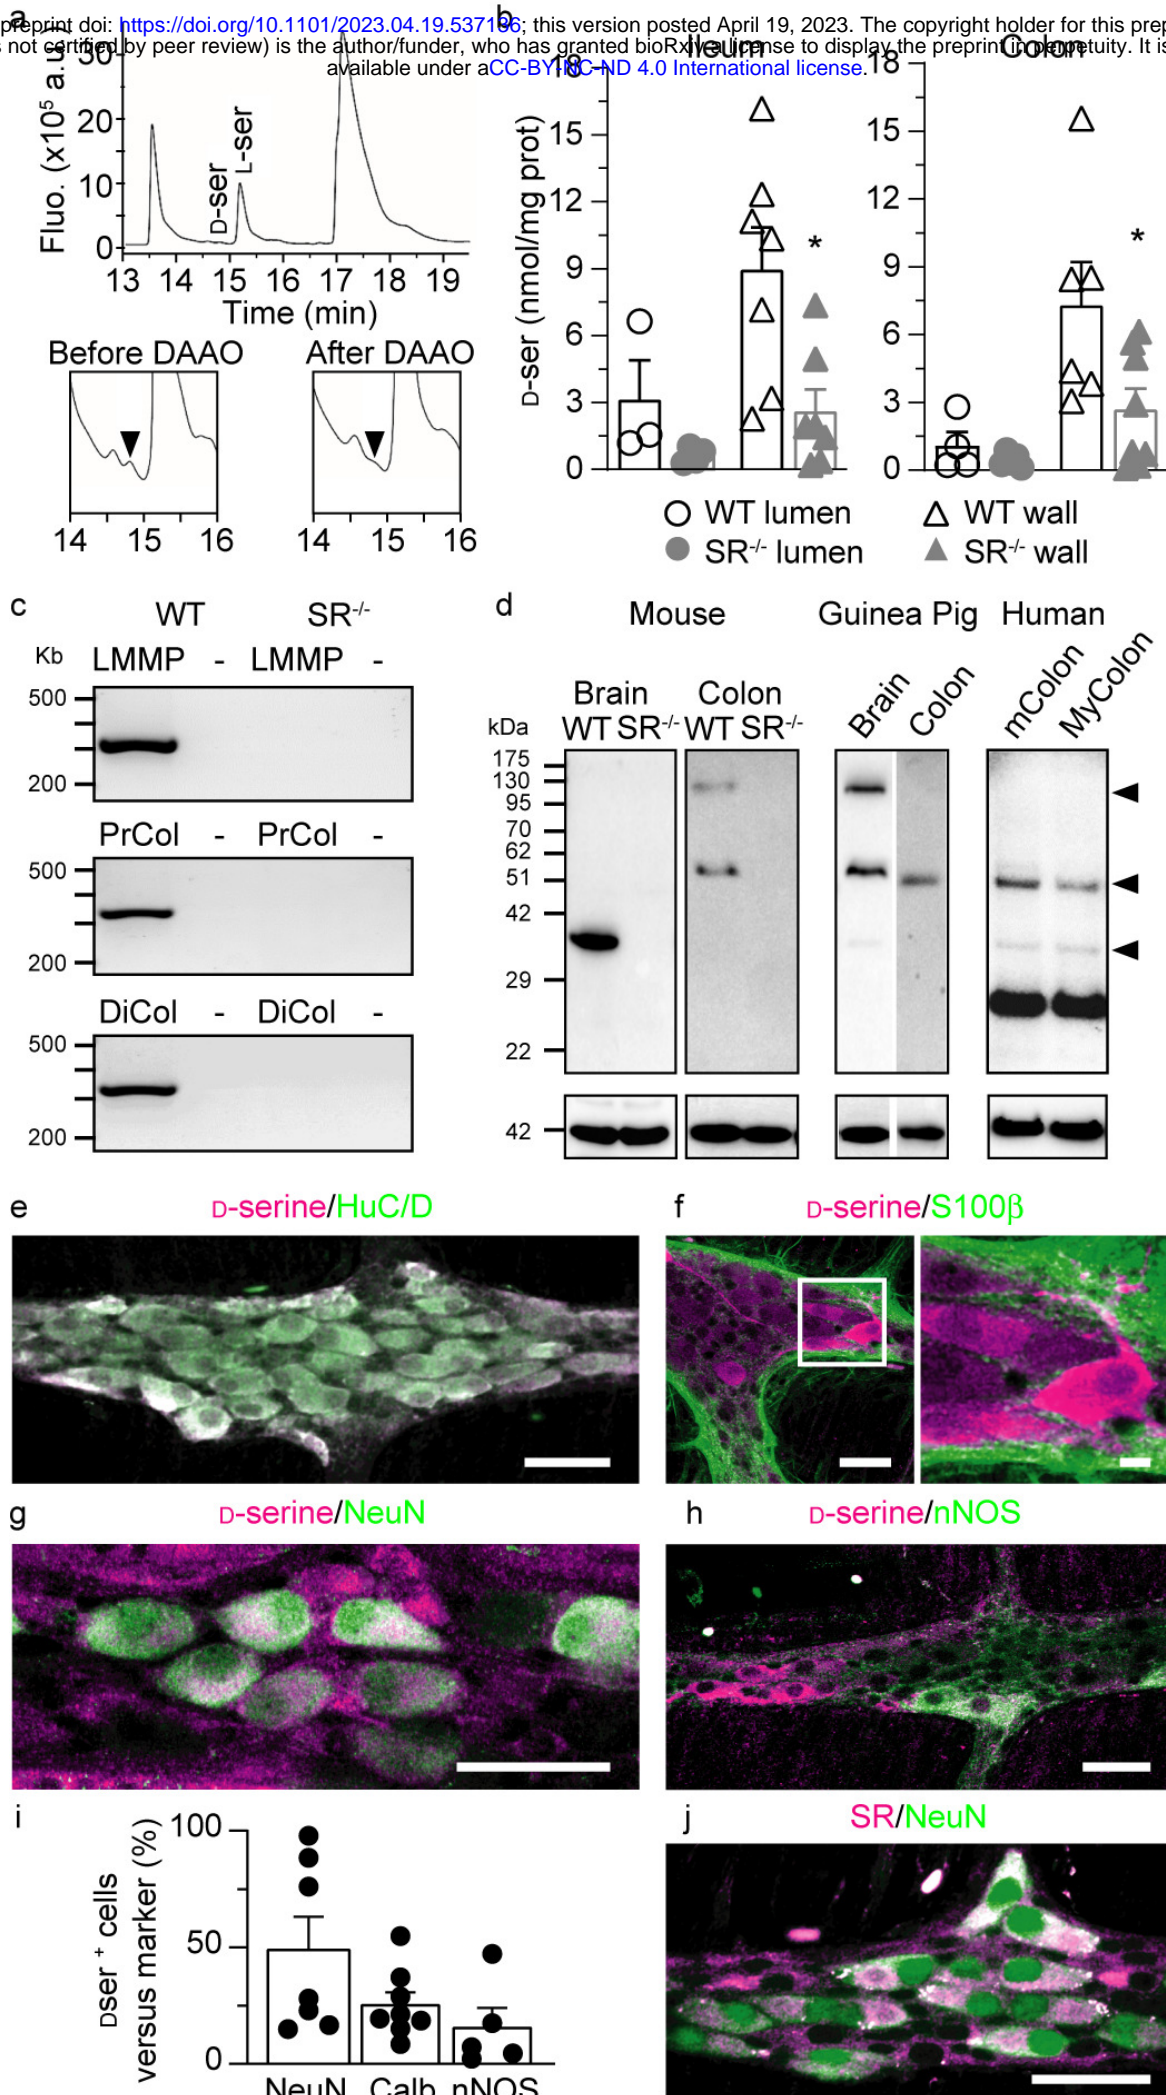 a
preprint doi: https://doi.org/10.1101/2023.04.19.537186; this version posted April 19, 2023. The copyright holder for this prep
not certified by peer review) is the author/funder, who has granted bioRxiv a license to display the preprint in perpetuity. It is
available under aCC-BY-NC-ND 4.0 International license.
Fluo. (x10⁵ a.u.)
30
20
10
0
D-ser
L-ser
13 14 15 16 17 18 19
Time (min)
Before DAAO
After DAAO
14 15 16
14 15 16
b
Ileum
Colon
D-ser (nmol/mg prot)
18
15
12
9
6
3
0
*
18
15
12
9
6
3
0
*
WT lumen
WT wall
SR-/- lumen
SR-/- wall
c
WT SR-/-
Kb
LMMP - LMMP -
500
200
PrCol - PrCol -
500
200
DiCol - DiCol -
500
200
d
Mouse
Guinea Pig
Human
Brain
Colon
WT SR-/-
WT SR-/-
Brain
Colon
mColon
MyColon
kDa
175
130
95
70
62
51
42
29
22
42
e
D-serine/HuC/D
f
D-serine/S100β
g
D-serine/NeuN
h
D-serine/nNOS
i
Dser + cells
versus marker (%)
100
50
0
NeuN Calb nNOS
j
SR/NeuN